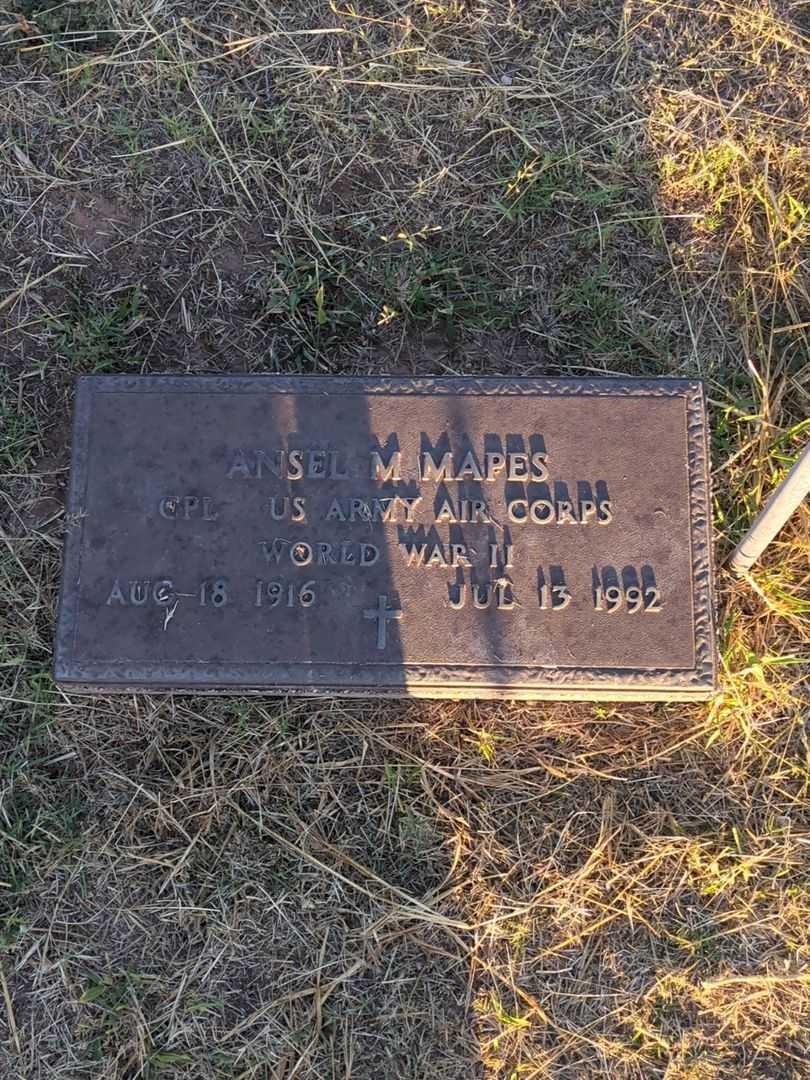 ANSEL M MAPES
CPL US ARMY AIR CORPS
WORLD WAR II
AUG 18 1916 JUL 13 1992